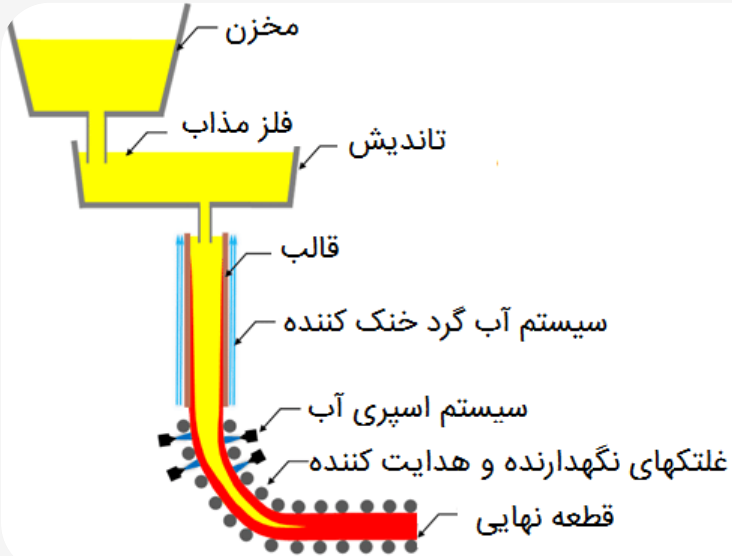 مخزن
فلز مذاب
تاندیش
قالب
سیستم آب گرد خنک کننده
سیستم اسپری آب
غلتکهای نگهدارنده و هدایت کننده
قطعه نهایی